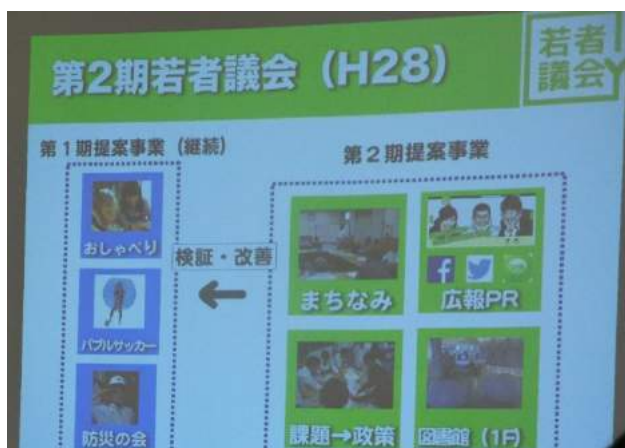 第2期若者議会（H28）
若者
議会
第1期提案事業（継続）
第2期提案事業
おしゃべり
検証・改善
まちなみ
広報PR
バブルサッカー
防災の会
課題→政策
図書館（1F）